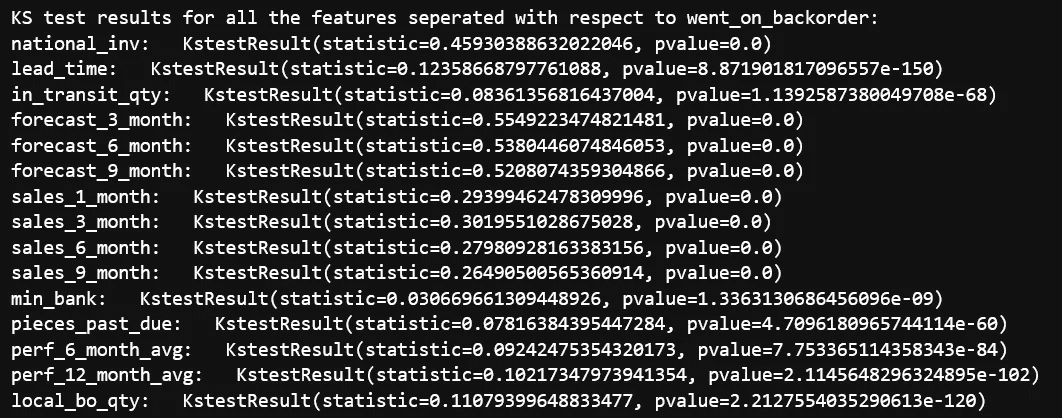 KS test results for all the features seperated with respect to went_on_backorder:
national_inv: KstestResult(statistic=0.45930388632022046, pvalue=0.0)
lead_time: KstestResult(statistic=0.12358668797761088, pvalue=8.871901817096557e-150)
in_transit_qty: KstestResult(statistic=0.08361356816437004, pvalue=1.1392587380049708e-68)
forecast_3_month: KstestResult(statistic=0.5549223474821481, pvalue=0.0)
forecast_6_month: KstestResult(statistic=0.5380446074846053, pvalue=0.0)
forecast_9_month: KstestResult(statistic=0.5208074359304866, pvalue=0.0)
sales_1_month: KstestResult(statistic=0.29399462478309996, pvalue=0.0)
sales_3_month: KstestResult(statistic=0.3019551028675028, pvalue=0.0)
sales_6_month: KstestResult(statistic=0.27980928163383156, pvalue=0.0)
sales_9_month: KstestResult(statistic=0.26490500565360914, pvalue=0.0)
min_bank: KstestResult(statistic=0.030669661309448926, pvalue=1.3363130686456096e-09)
pieces_past_due: KstestResult(statistic=0.07816384395447284, pvalue=4.7096180965744114e-60)
perf_6_month_avg: KstestResult(statistic=0.09242475354320173, pvalue=7.753365114358343e-84)
perf_12_month_avg: KstestResult(statistic=0.10217347973941354, pvalue=2.1145648296324895e-102)
local_bo_qty: KstestResult(statistic=0.11079399648833477, pvalue=2.2127554035290613e-120)